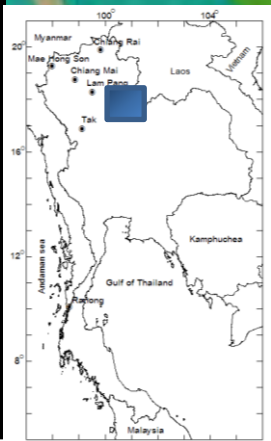 100° 104°
20° Myanmar Chiang Rai
Mae Hong Son Laos Vietnam
Chiang Mai
Lam Pang
Tak
16°
12° Andaman sea Kamphuchea
Gulf of Thailand
Ranong
8°
Malaysia